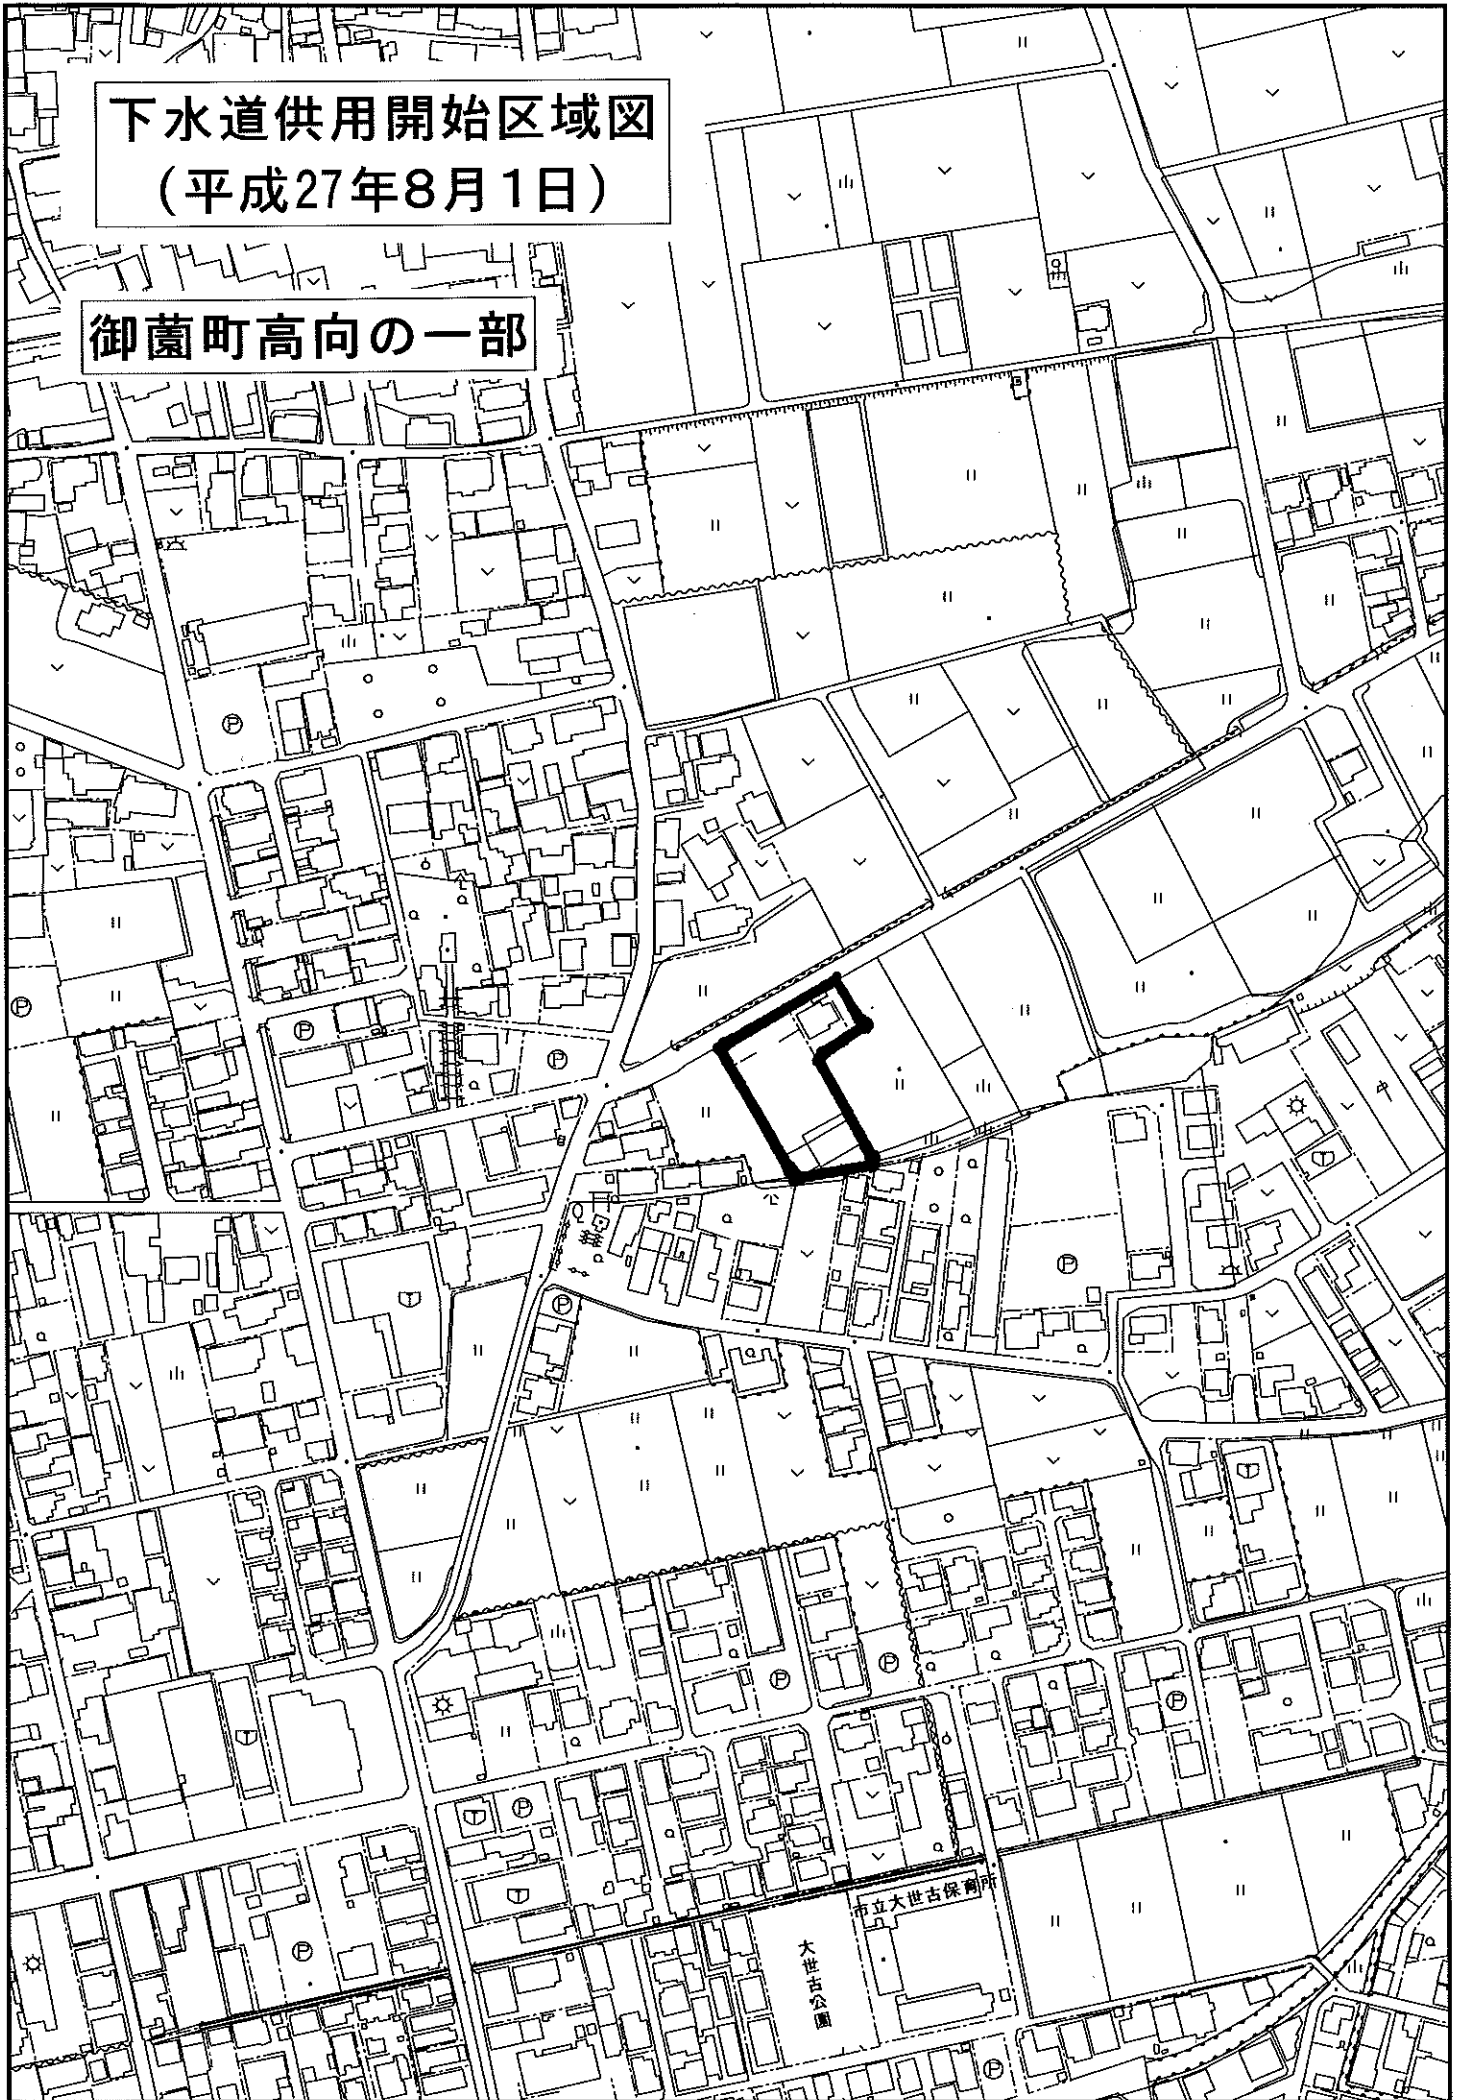 下水道供用開始区域図
(平成27年8月1日)
御薗町高向の一部
市立大世古保育所
大世古公園